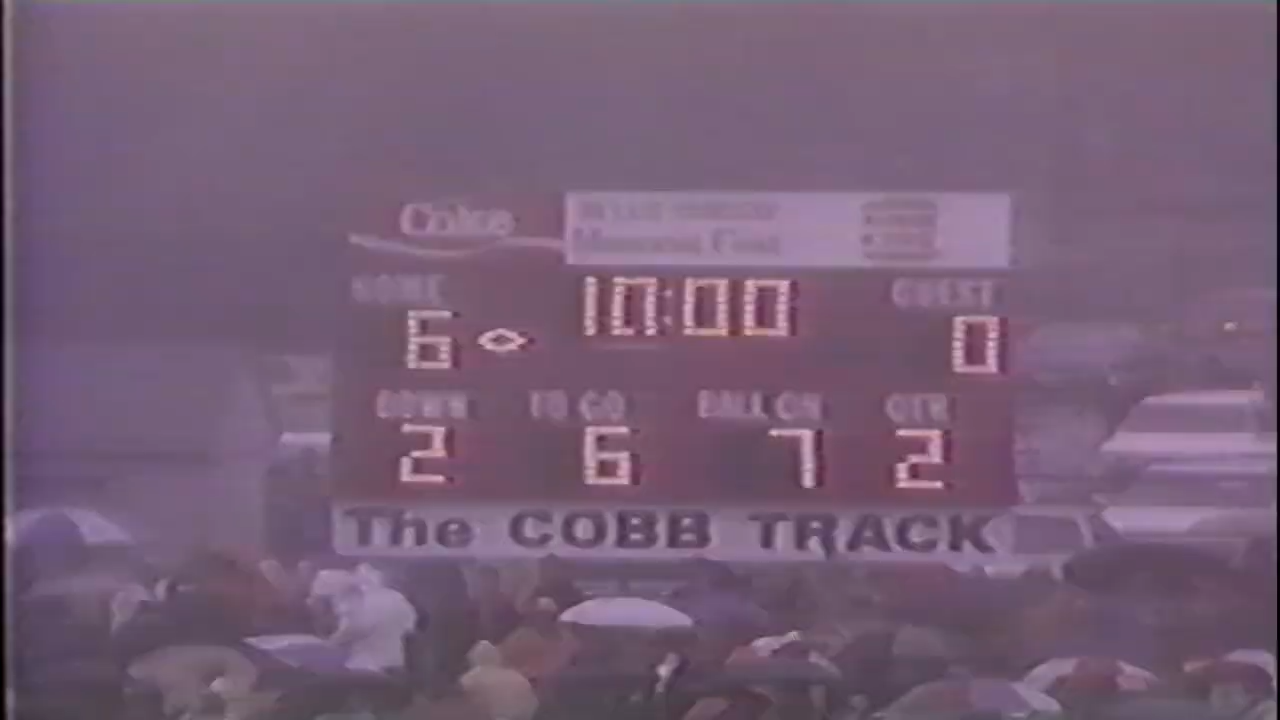 Coke
HOME 10:00 GUEST
6 0
DOWN TO GO BALL ON QTR
2 6 7 2
The COBB TRACK